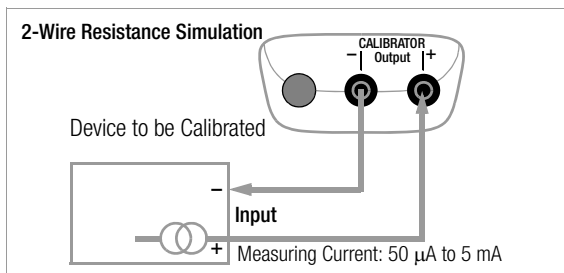 2-Wire Resistance Simulation
CALIBRATOR
– Output +
Device to be Calibrated
–
Input
+
Measuring Current: 50 µA to 5 mA